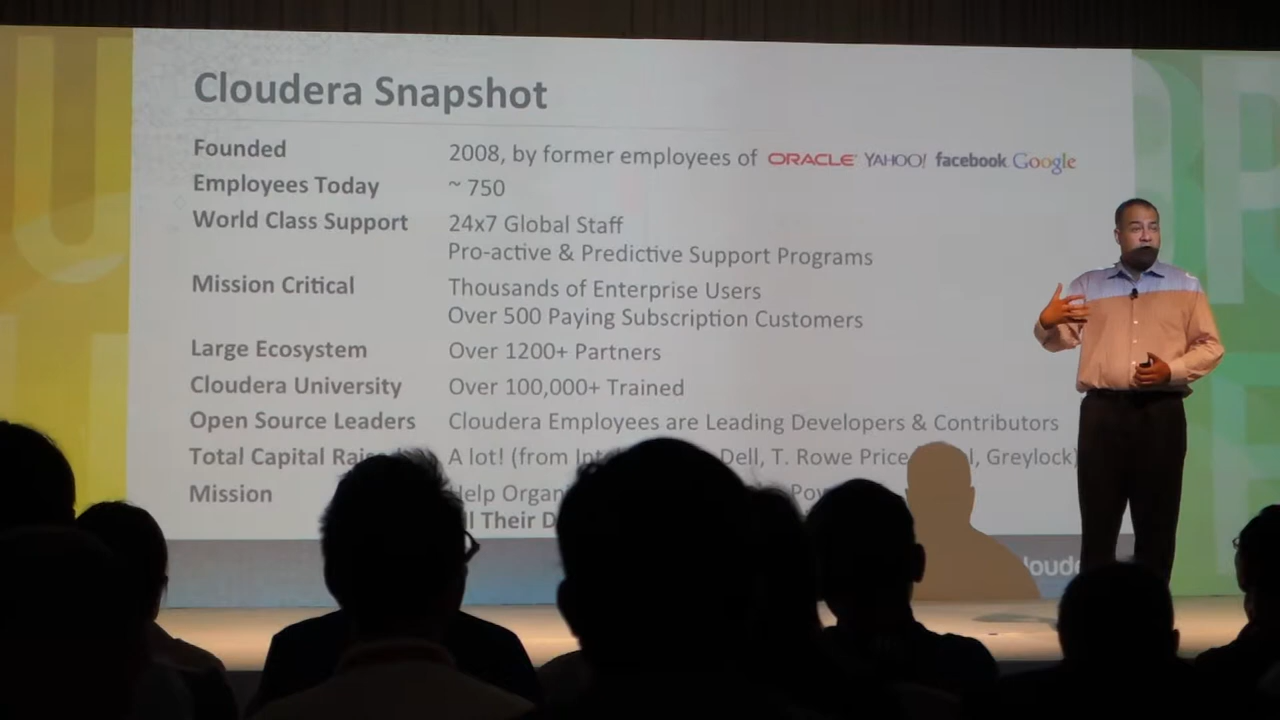 Cloudera Snapshot
Founded 2008, by former employees of ORACLE YAHOO! facebook Google
Employees Today ~ 750
World Class Support 24x7 Global Staff
Pro-active & Predictive Support Programs
Mission Critical Thousands of Enterprise Users
Over 500 Paying Subscription Customers
Large Ecosystem Over 1200+ Partners
Cloudera University Over 100,000+ Trained
Open Source Leaders Cloudera Employees are Leading Developers & Contributors
Total Capital A lot! (from Dell, T. Rowe Price, Greylock)
Mission Help
Their